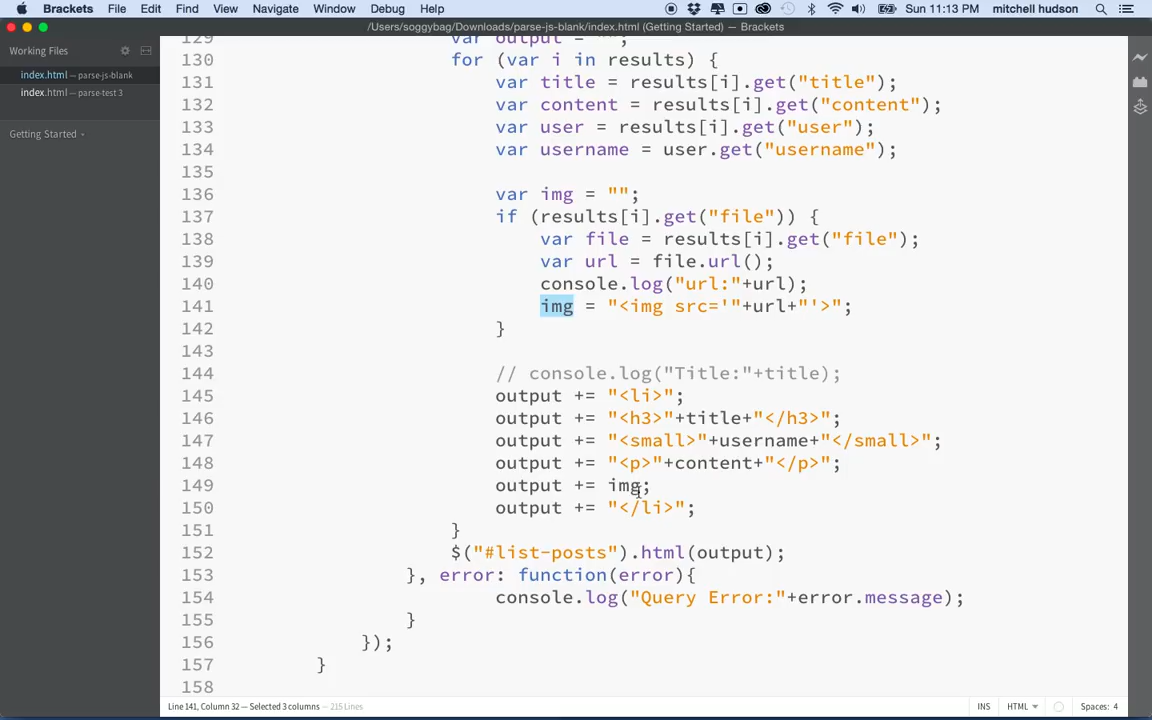 Brackets File Edit Find View Navigate Window Debug Help Sun 11:13 PM mitchell hudson
/Users/soggybag/Downloads/parse-js-blank/index.html (Getting Started) — Brackets
Working Files
index.html — parse-js-blank
index.html — parse-test 3
Getting Started
129 var output = "";
130 for (var i in results) {
131 var title = results[i].get("title");
132 var content = results[i].get("content");
133 var user = results[i].get("user");
134 var username = user.get("username");
135
136 var img = "";
137 if (results[i].get("file")) {
138 var file = results[i].get("file");
139 var url = file.url();
140 console.log("url:"+url);
141 img = "<img src='"+url+"'>";
142 }
143
144 // console.log("Title:"+title);
145 output += "<li>";
146 output += "<h3>"+title+"</h3>";
147 output += "<small>"+username+"</small>";
148 output += "<p>"+content+"</p>";
149 output += img;
150 output += "</li>";
151 }
152 $("#list-posts").html(output);
153 }, error: function(error){
154 console.log("Query Error:"+error.message);
155 }
156 });
157 }
158
Line 141, Column 32 — Selected 3 columns — 215 Lines INS HTML Spaces: 4